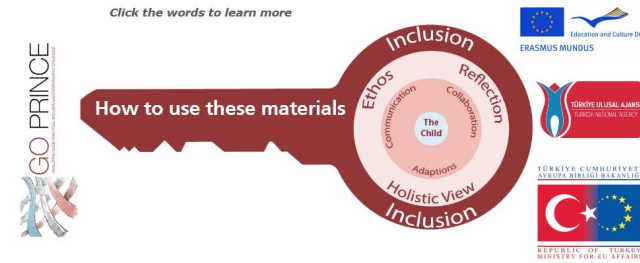 Click the words to learn more
GO PRINCE
How to use these materials
Inclusion
Ethos
Reflection
Communication
Collaboration
The
Child
Adaptions
Holistic View
Inclusion
Education and Culture DG
ERASMUS MUNDUS
TÜRKİYE ULUSAL AJANSI
TURKISH NATIONAL AGENCY
TÜRKİYE CUMHURİYETİ
AVRUPA BİRLİĞİ BAKANLIĞI
REPUBLIC OF TURKEY
MINISTRY FOR EU AFFAIRS